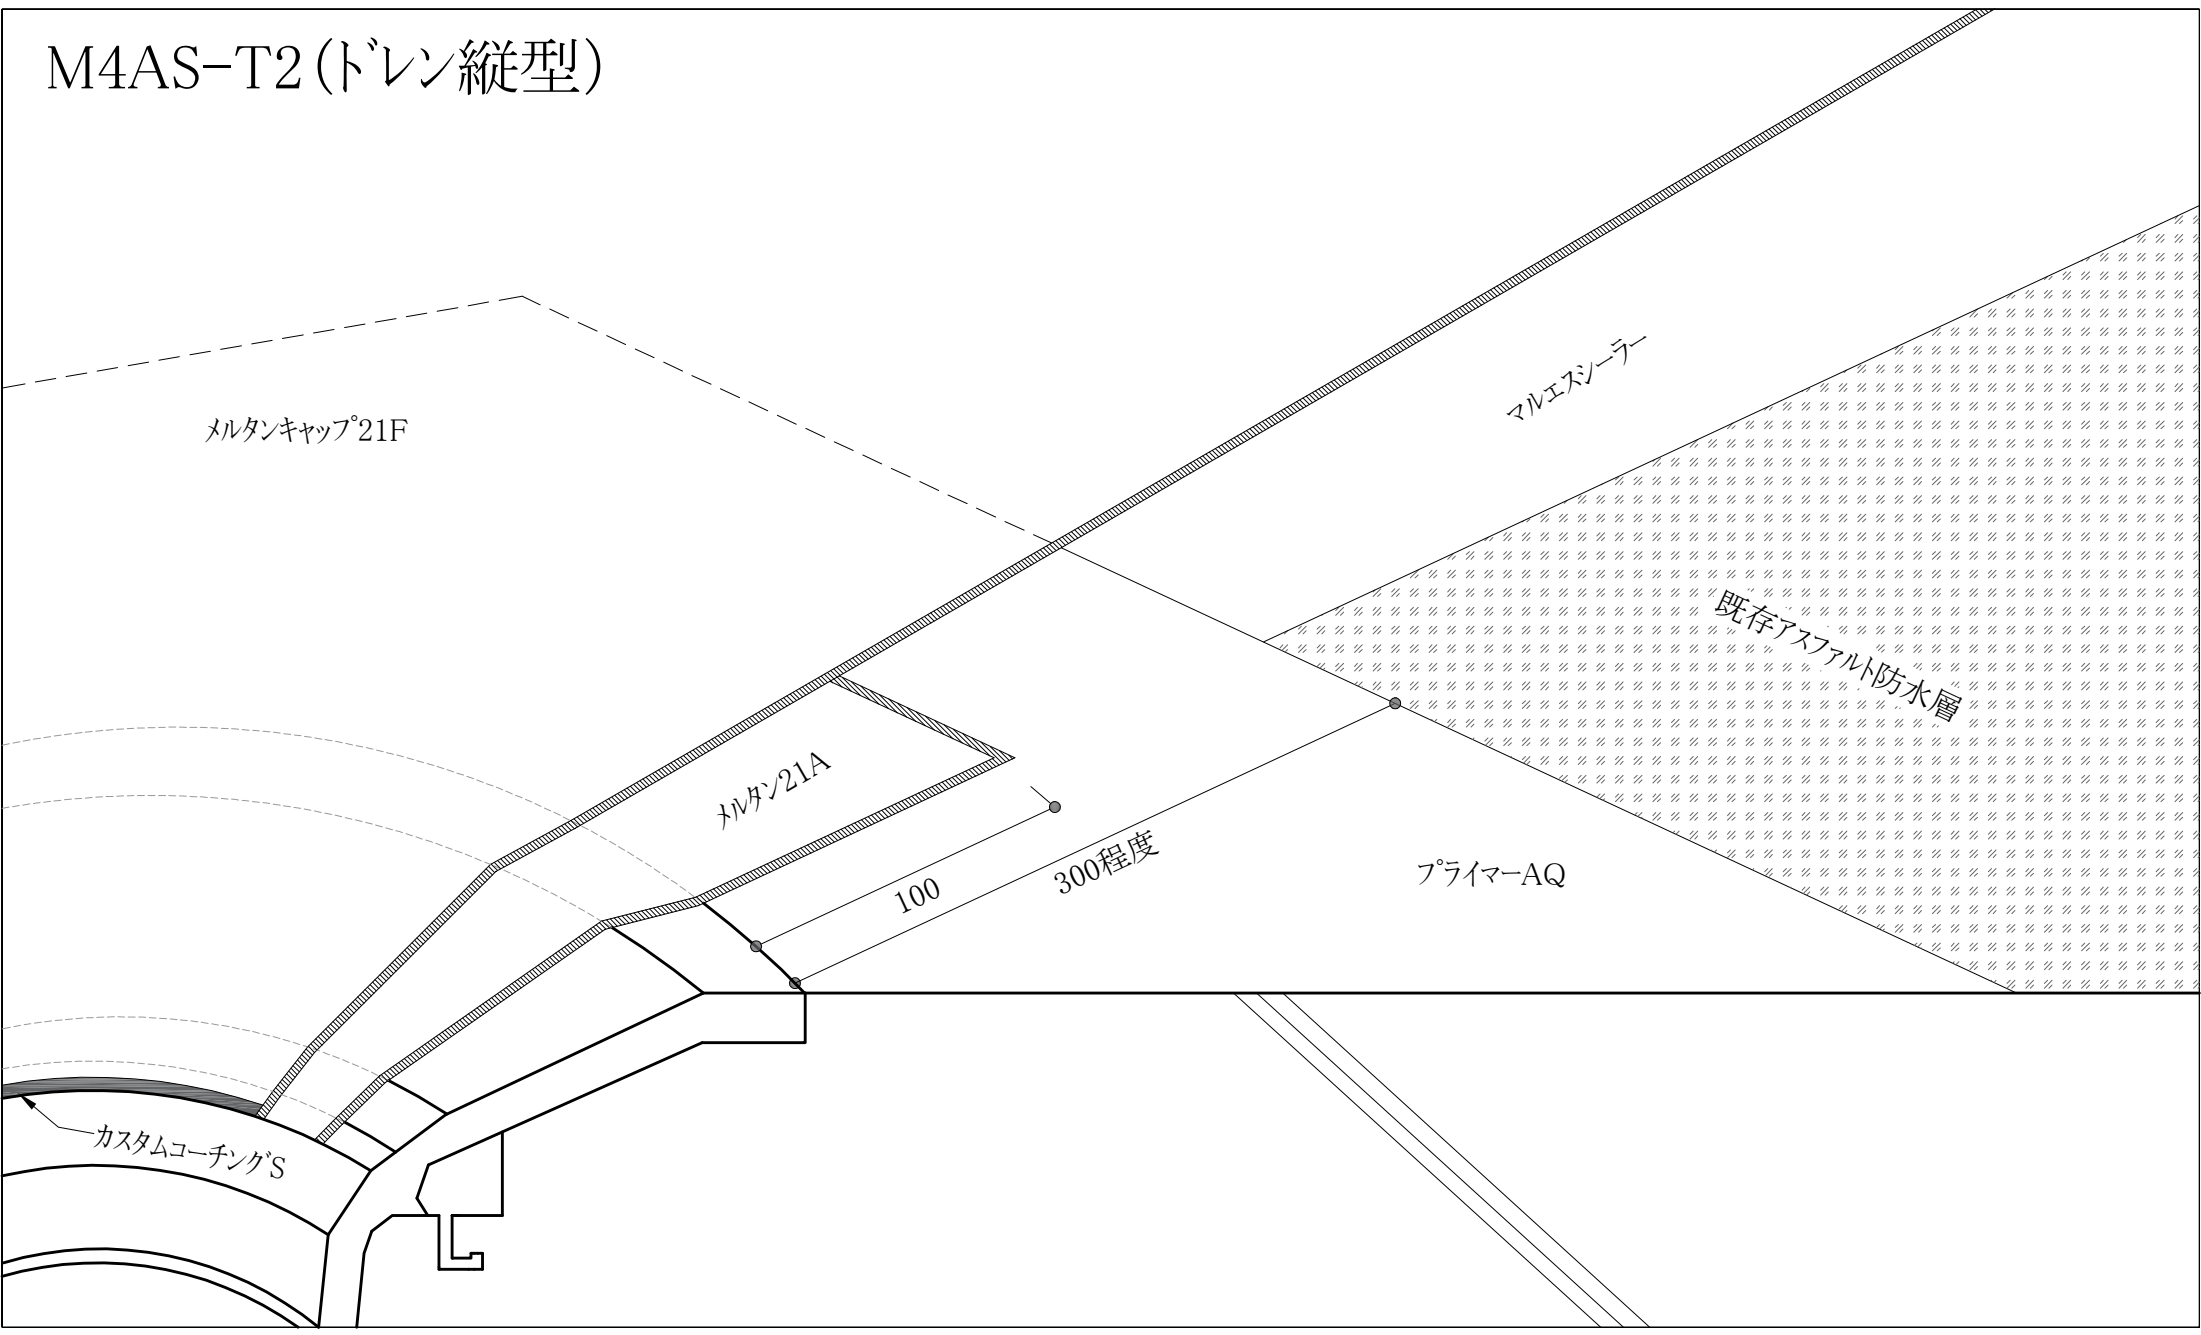 M4AS-T2(ドレン縦型)
マルエスシーラー
メルタンキャップ21F
既存アスファルト防水層
メルタン21A
300程度
100
プライマーAQ
カスタムコーチングS